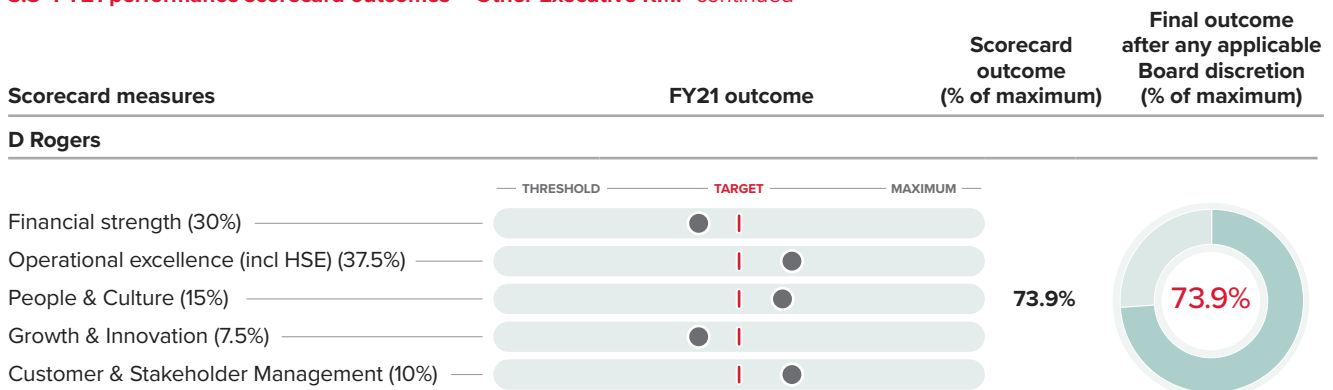 Final outcome
Scorecard after any applicable
outcome Board discretion
Scorecard measures FY21 outcome (% of maximum) (% of maximum)
D Rogers
THRESHOLD TARGET MAXIMUM
Financial strength (30%)
Operational excellence (incl HSE) (37.5%)
People & Culture (15%) 73.9% 73.9%
Growth & Innovation (7.5%)
Customer & Stakeholder Management (10%)